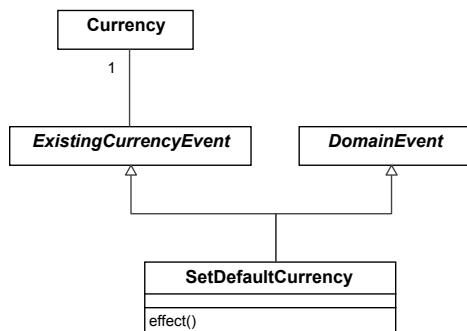 Currency
1
ExistingCurrencyEvent
DomainEvent
SetDefaultCurrency
effect()